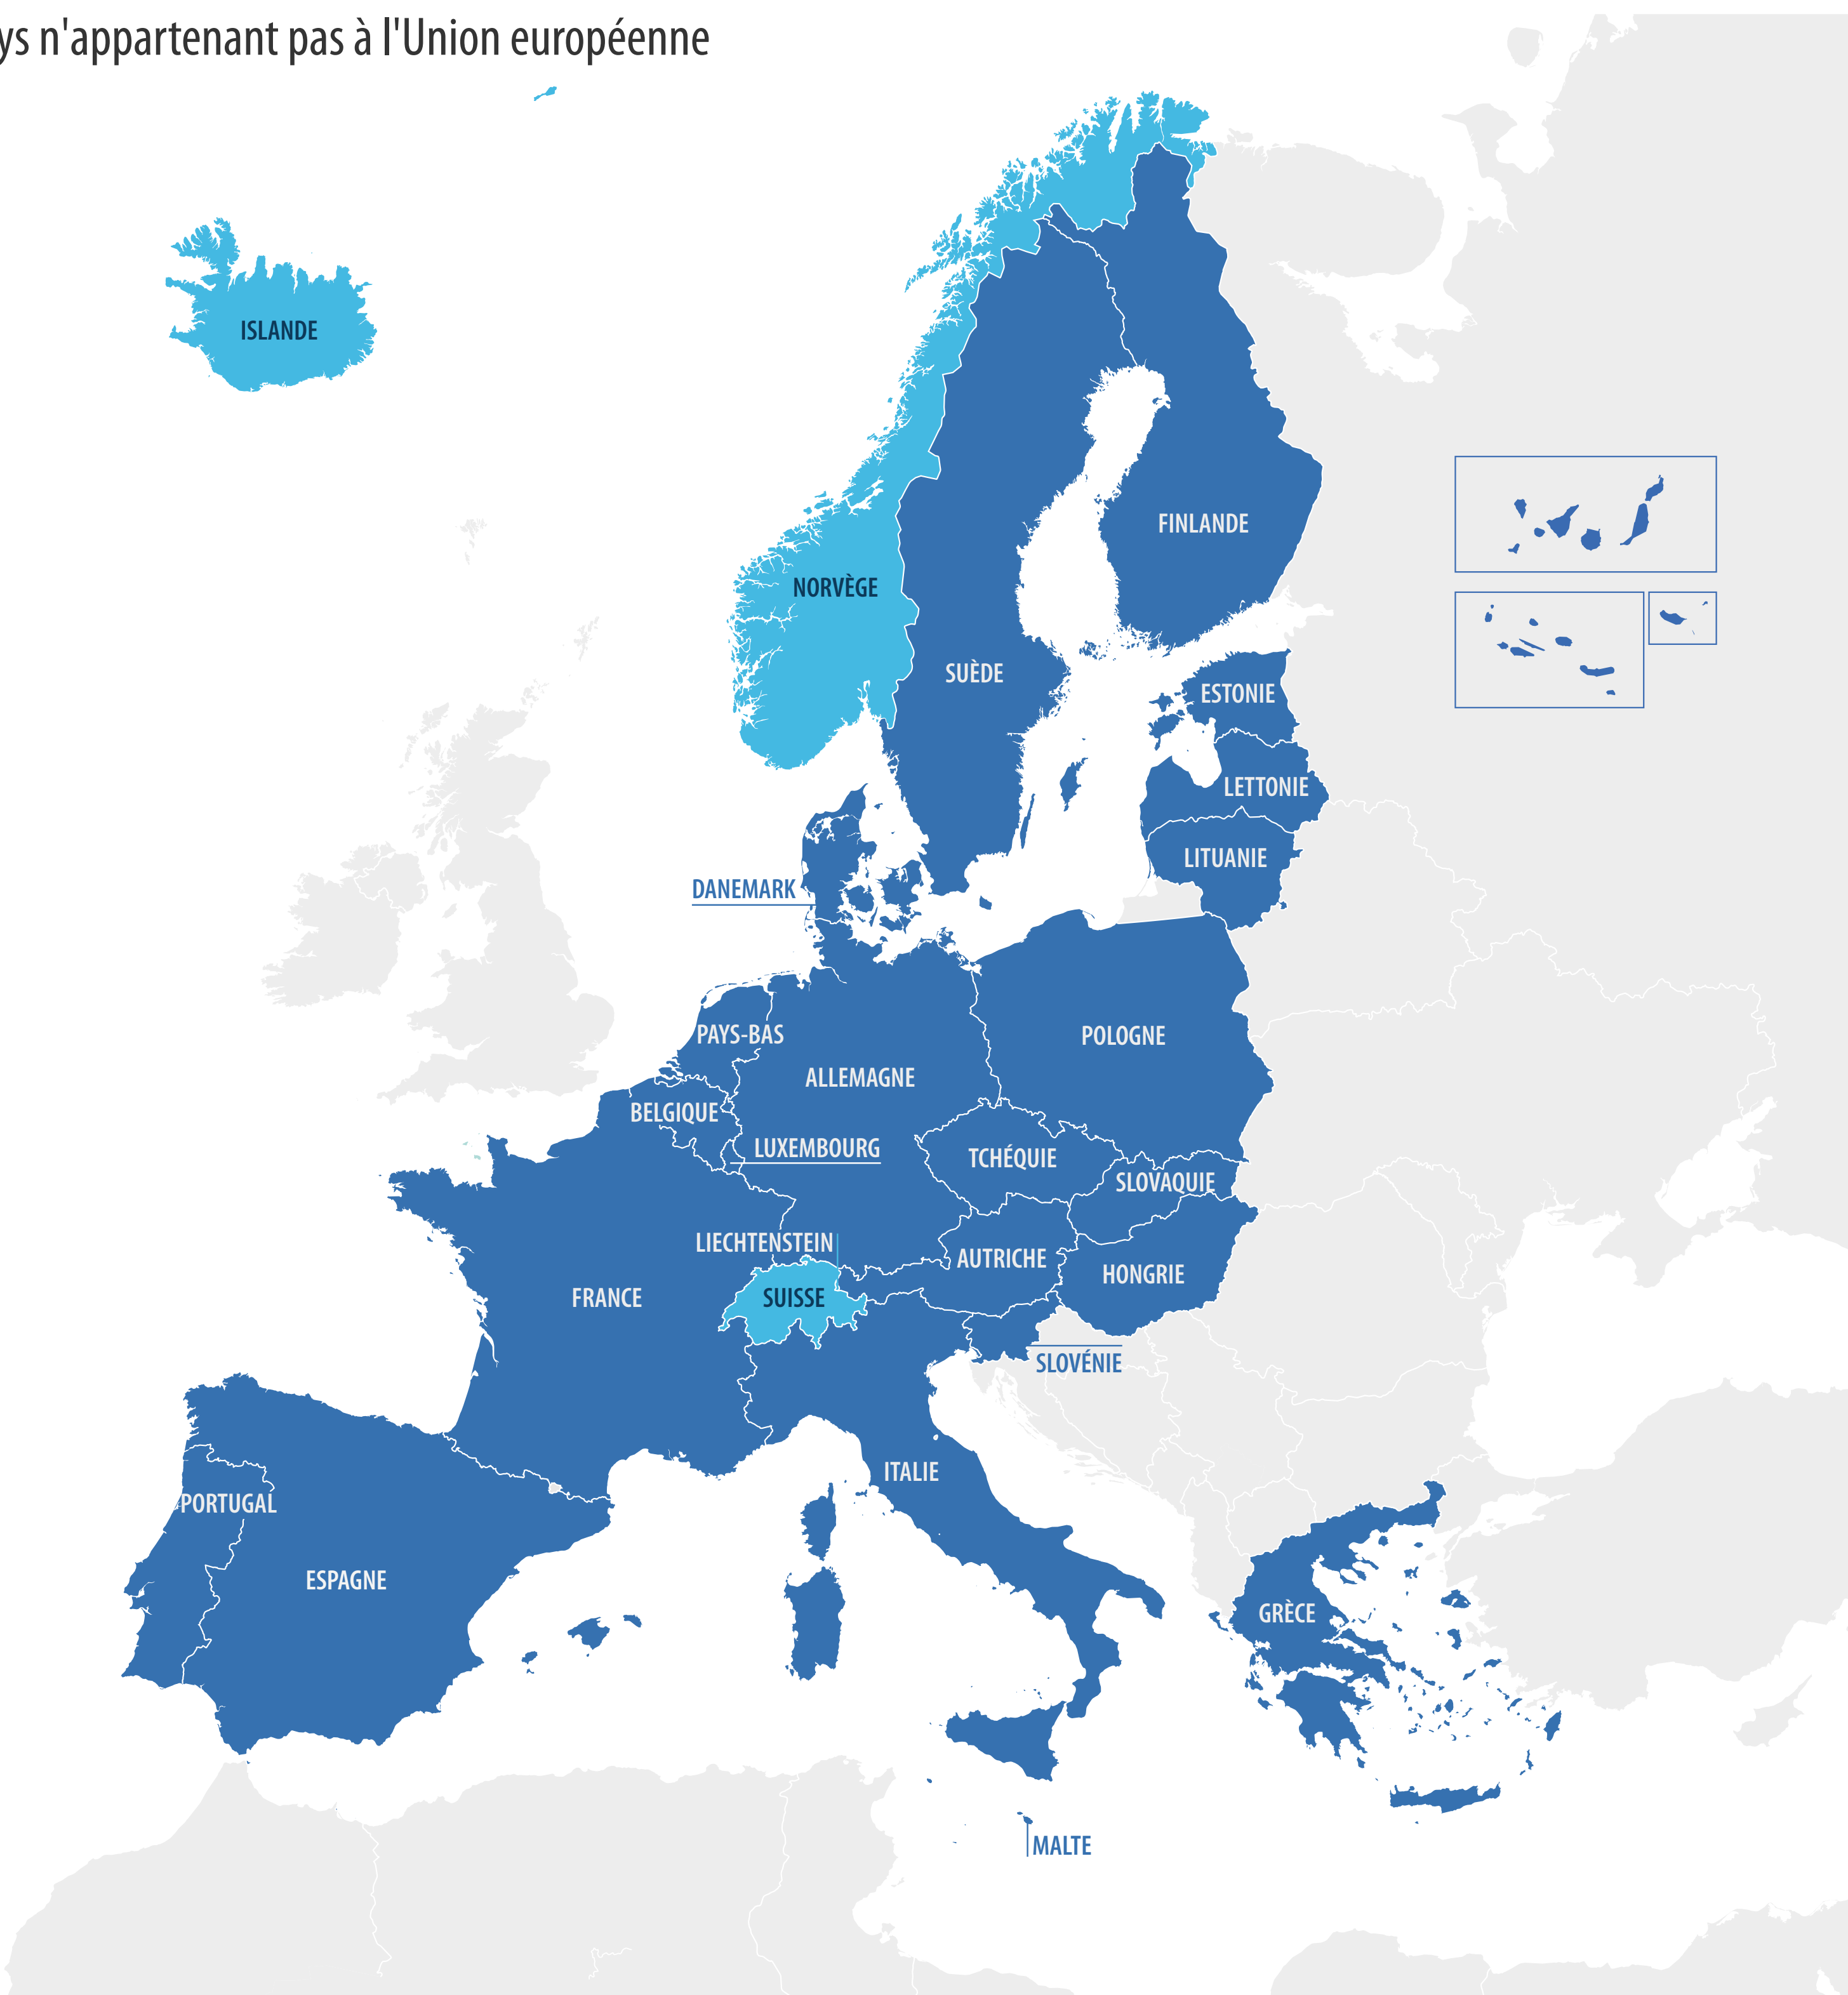 ys n'appartenant pas à l'Union européenne
ISLANDE
FINLANDE
NORVÈGE
SUÈDE
ESTONIE
LETTONIE
LITUANIE
DANEMARK
PAYS-BAS
POLOGNE
ALLEMAGNE
BELGIQUE
LUXEMBOURG
TCHÉQUIE
SLOVAQUIE
LIECHTENSTEIN
AUTRICHE
HONGRIE
FRANCE
SUISSE
SLOVÉNIE
ITALIE
PORTUGAL
ESPAGNE
GRÈCE
MALTE